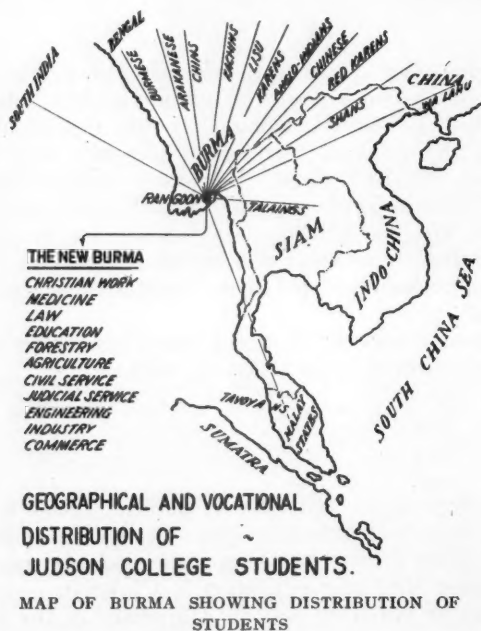 SOUTH INDIA
BENGAL
BURMESE
ARAKANESE
CHINS
KACHINS
LISU
KARENS
ANGLO-INDIANS
CHINESE
RED KARENS
SHANS
CHINA
WA LAHU
BURMA
RANGOON
TALAINGS
SIAM
INDO-CHINA
SOUTH CHINA SEA
TAVOYANS
MALAY
STATES
SUMATRA
THE NEW BURMA
CHRISTIAN WORK
MEDICINE
LAW
EDUCATION
FORESTRY
AGRICULTURE
CIVIL SERVICE
JUDICIAL SERVICE
ENGINEERING
INDUSTRY
COMMERCE
GEOGRAPHICAL AND VOCATIONAL
DISTRIBUTION OF
JUDSON COLLEGE STUDENTS.
MAP OF BURMA SHOWING DISTRIBUTION OF
STUDENTS